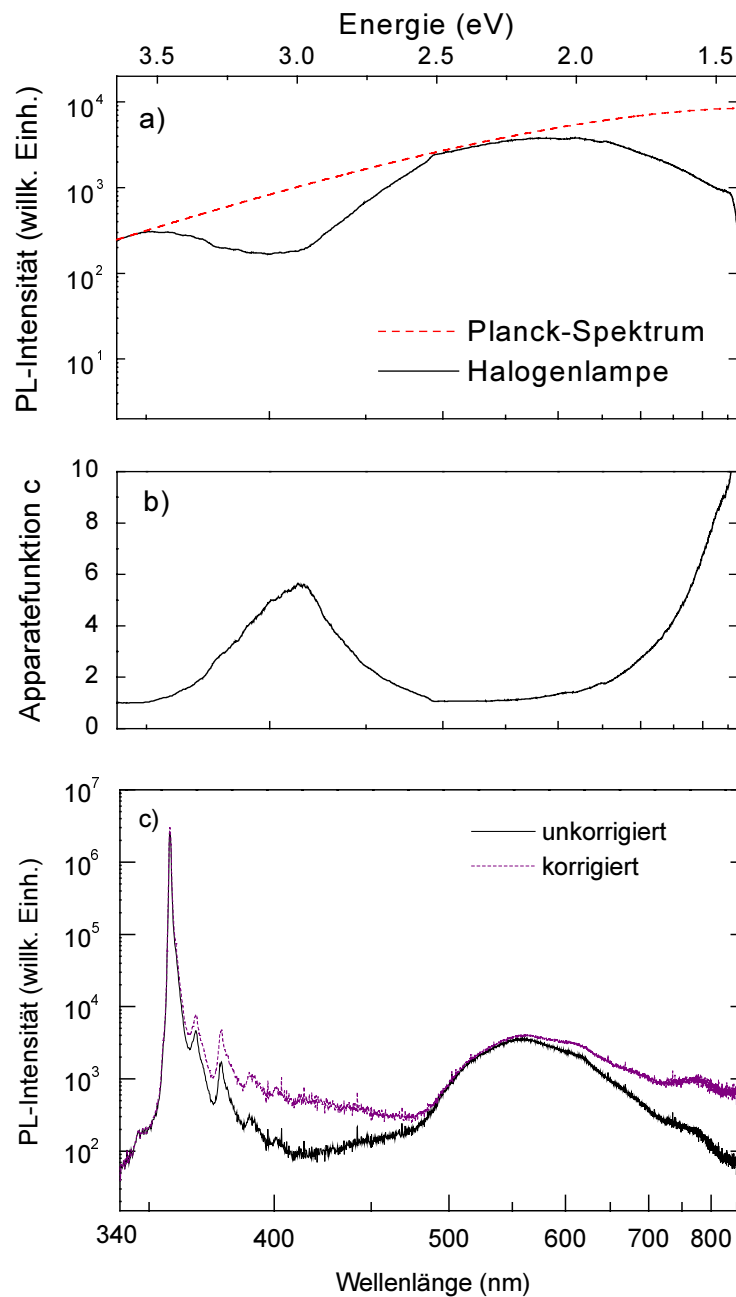 Energie (eV)
3.5 3.0 2.5 2.0 1.5
PL-Intensität (willk. Einh.)
10^4
10^3
10^2
10^1
a)
Planck-Spektrum
Halogenlampe
Apparatefunktion c
10
8
6
4
2
0
b)
PL-Intensität (willk. Einh.)
10^7
10^6
10^5
10^4
10^3
10^2
c)
unkorrigiert
korrigiert
340 400 500 600 700 800
Wellenlänge (nm)